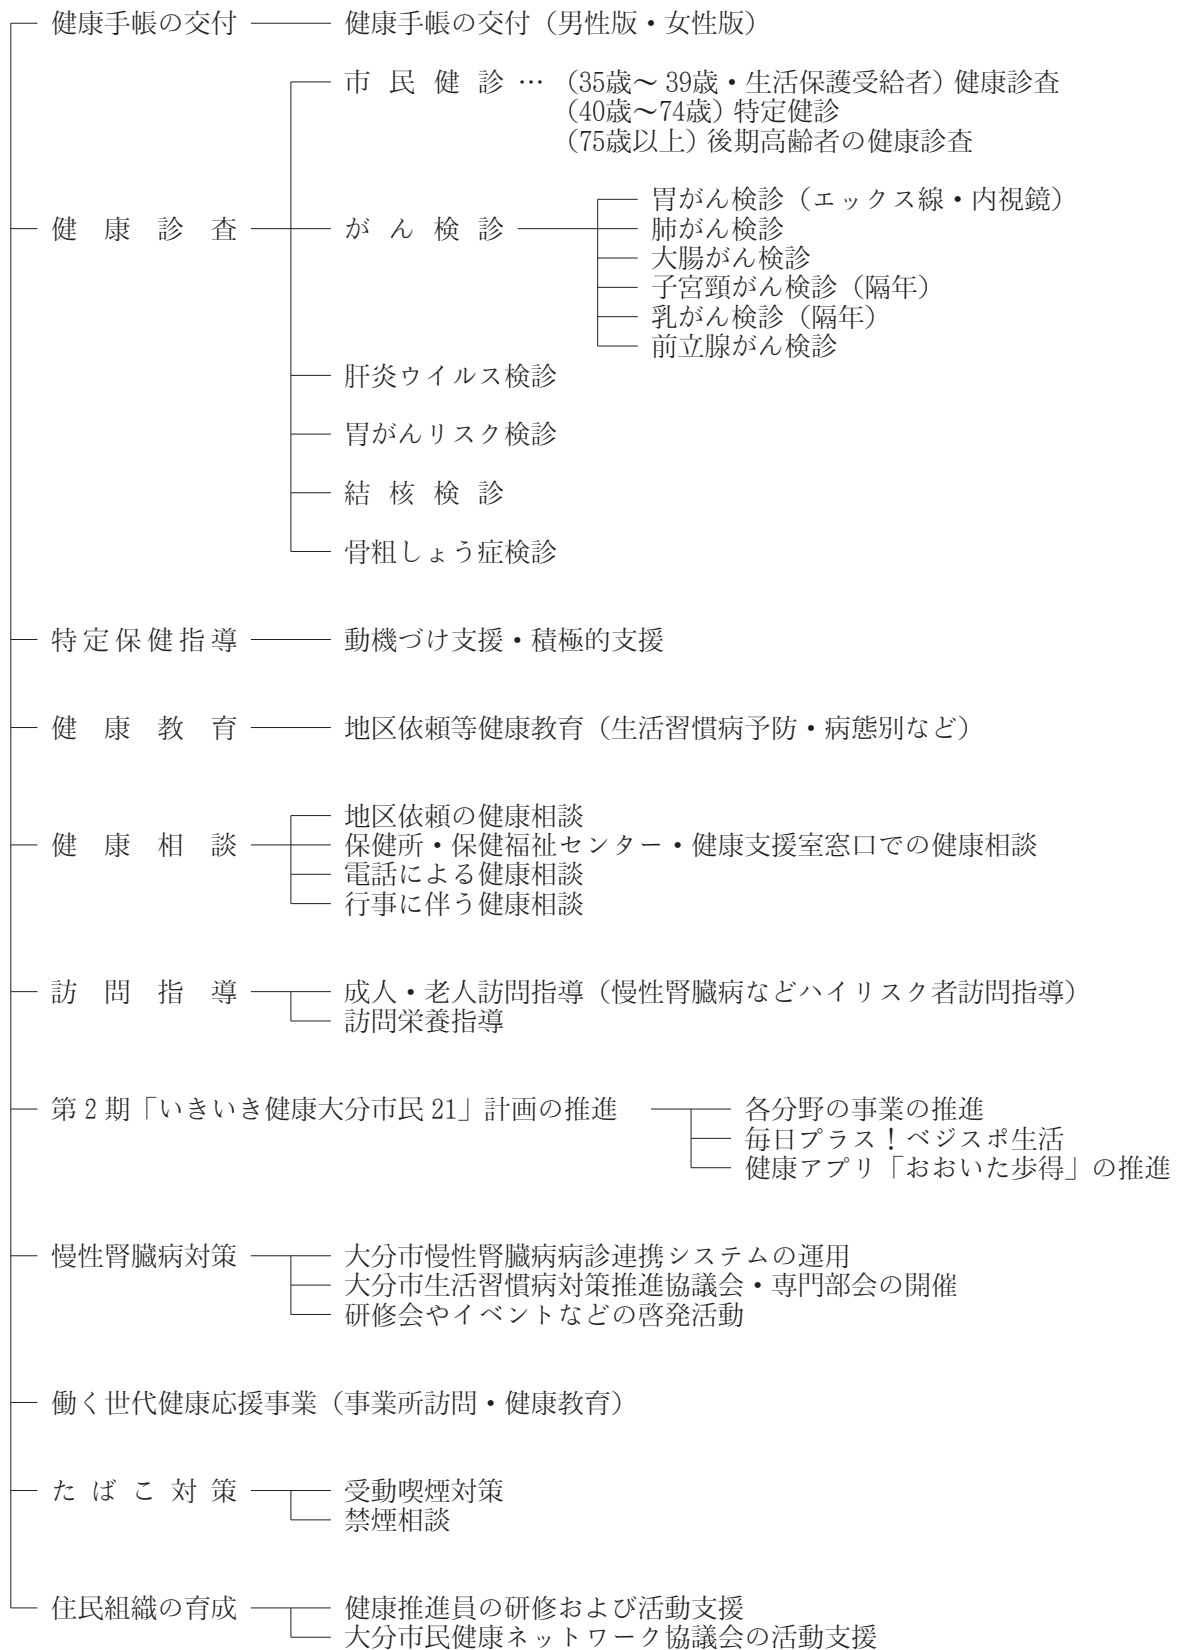 健康手帳の交付 健康手帳の交付（男性版・女性版）
市民健診…（35歳～39歳・生活保護受給者）健康診査
（40歳～74歳）特定健診
（75歳以上）後期高齢者の健康診査
胃がん検診（エックス線・内視鏡）
健康診査 がん検診 肺がん検診
大腸がん検診
子宮頸がん検診（隔年）
乳がん検診（隔年）
前立腺がん検診
肝炎ウイルス検診
胃がんリスク検診
結核検診
骨粗しょう症検診
特定保健指導 動機づけ支援・積極的支援
健康教育 地区依頼等健康教育（生活習慣病予防・病態別など）
地区依頼の健康相談
健康相談 保健所・保健福祉センター・健康支援室窓口での健康相談
電話による健康相談
行事に伴う健康相談
訪問指導 成人・老人訪問指導（慢性腎臓病などハイリスク者訪問指導）
訪問栄養指導
第2期「いきいき健康大分市民21」計画の推進 各分野の事業の推進
毎日プラス！ベジスポ生活
健康アプリ「おおいた歩得」の推進
慢性腎臓病対策 大分市慢性腎臓病病診連携システムの運用
大分市生活習慣病対策推進協議会・専門部会の開催
研修会やイベントなどの啓発活動
働く世代健康応援事業（事業所訪問・健康教育）
たばこ対策 受動喫煙対策
禁煙相談
住民組織の育成 健康推進員の研修および活動支援
大分市民健康ネットワーク協議会の活動支援